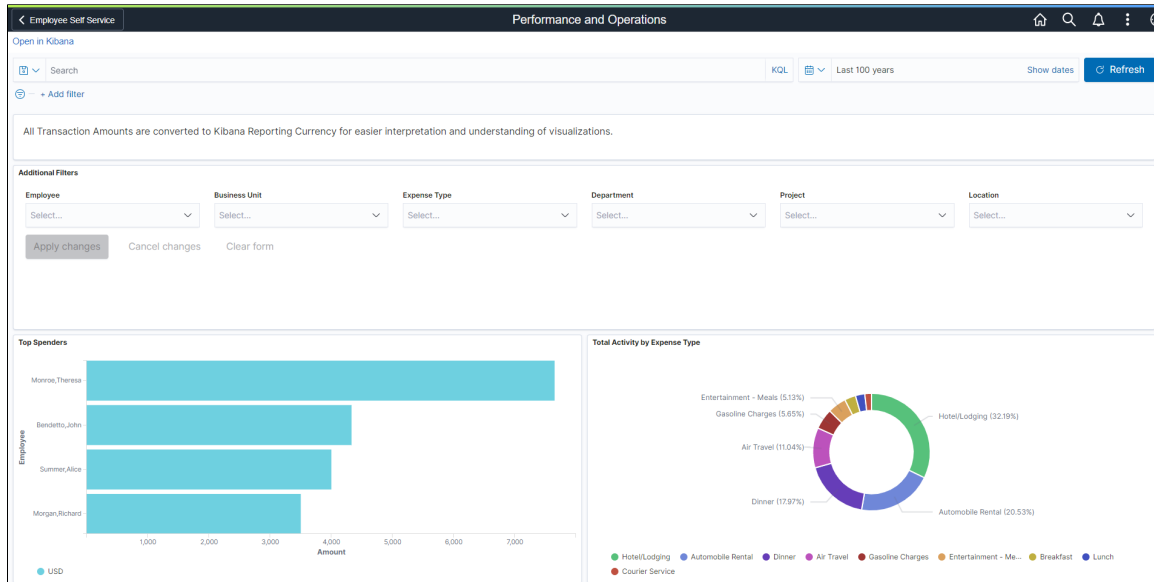 Employee Self Service
Performance and Operations
Open in Kibana
Search
KQL
Last 100 years
Show dates
Refresh
+ Add filter
All Transaction Amounts are converted to Kibana Reporting Currency for easier interpretation and understanding of visualizations.
Additional Filters
Employee Business Unit Expense Type Department Project Location
Select... Select... Select... Select... Select... Select...
Apply changes Cancel changes Clear form
Top Spenders
Monroe,Theresa
Bendetto,John
Summer,Alice
Morgan,Richard
Employee
1,000 2,000 3,000 4,000 5,000 6,000 7,000
Amount
USD
Total Activity by Expense Type
Entertainment - Meals (5.13%)
Gasoline Charges (5.65%)
Hotel/Lodging (32.19%)
Air Travel (11.04%)
Dinner (17.97%)
Automobile Rental (20.53%)
Hotel/Lodging Automobile Rental Dinner Air Travel Gasoline Charges Entertainment - Me... Breakfast Lunch
Courier Service